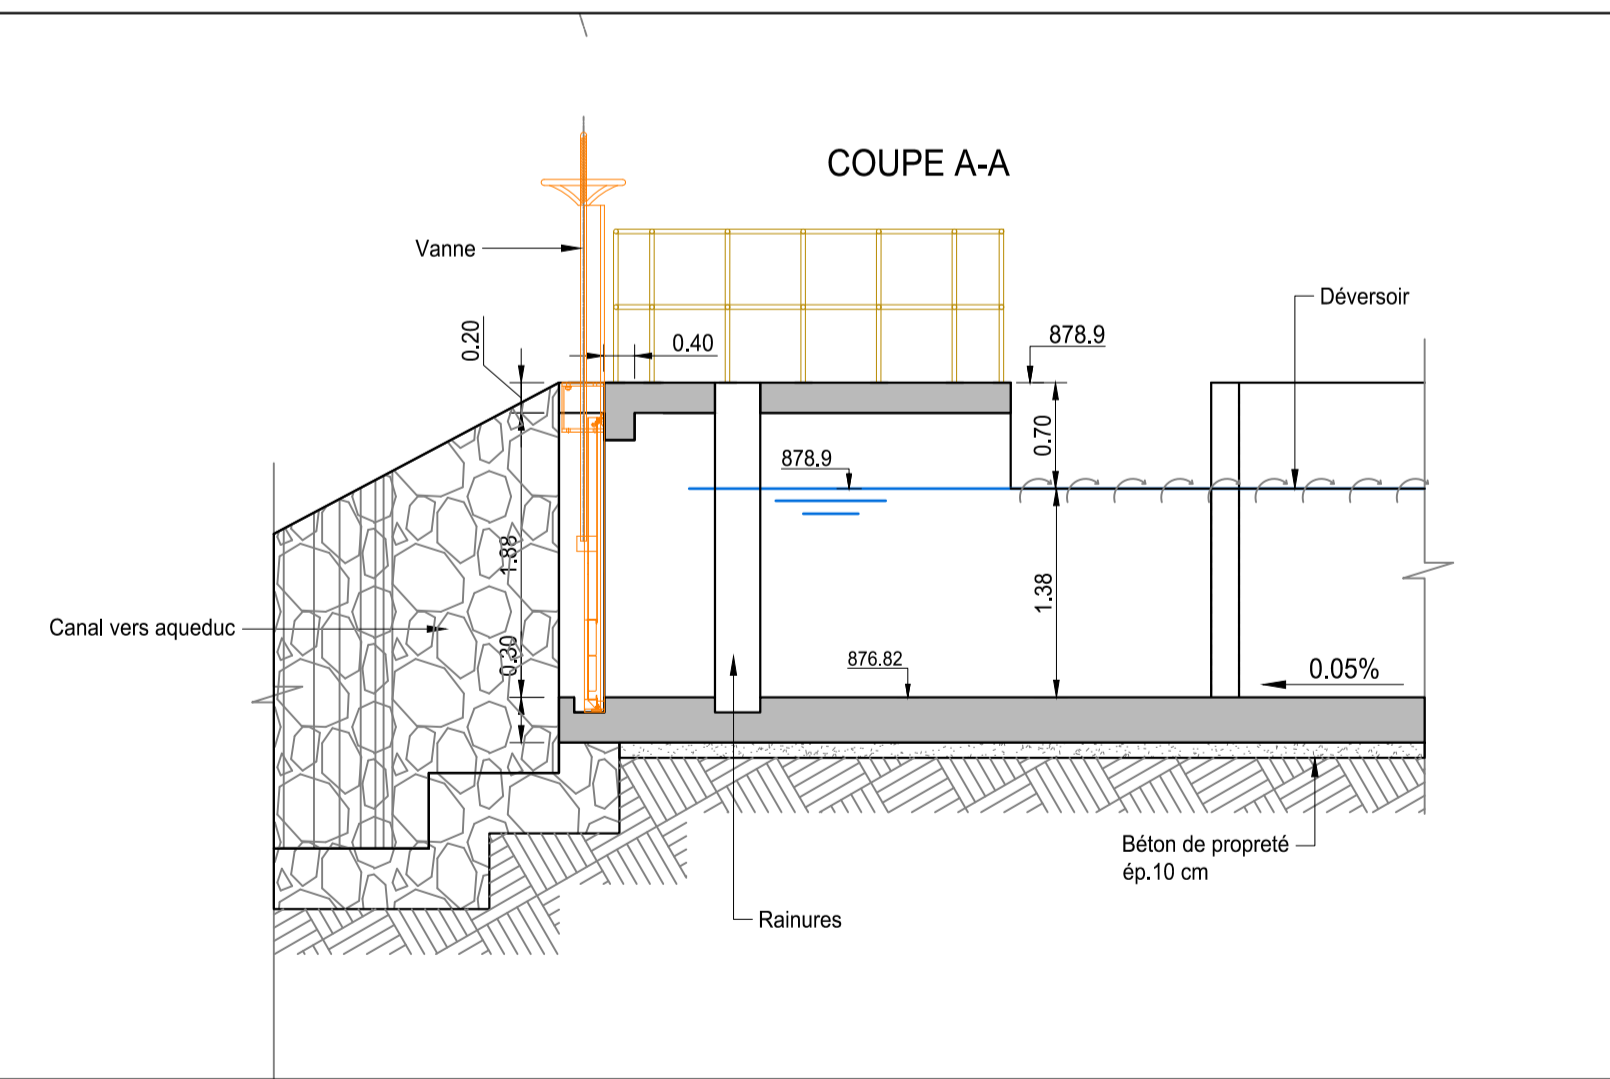 COUPE A-A
Vanne
Déversoir
0.20
0.40
878.9
0.70
878.9
1.88
1.38
Canal vers aqueduc
0.30
876.82
0.05%
Béton de propreté
ép.10 cm
Rainures